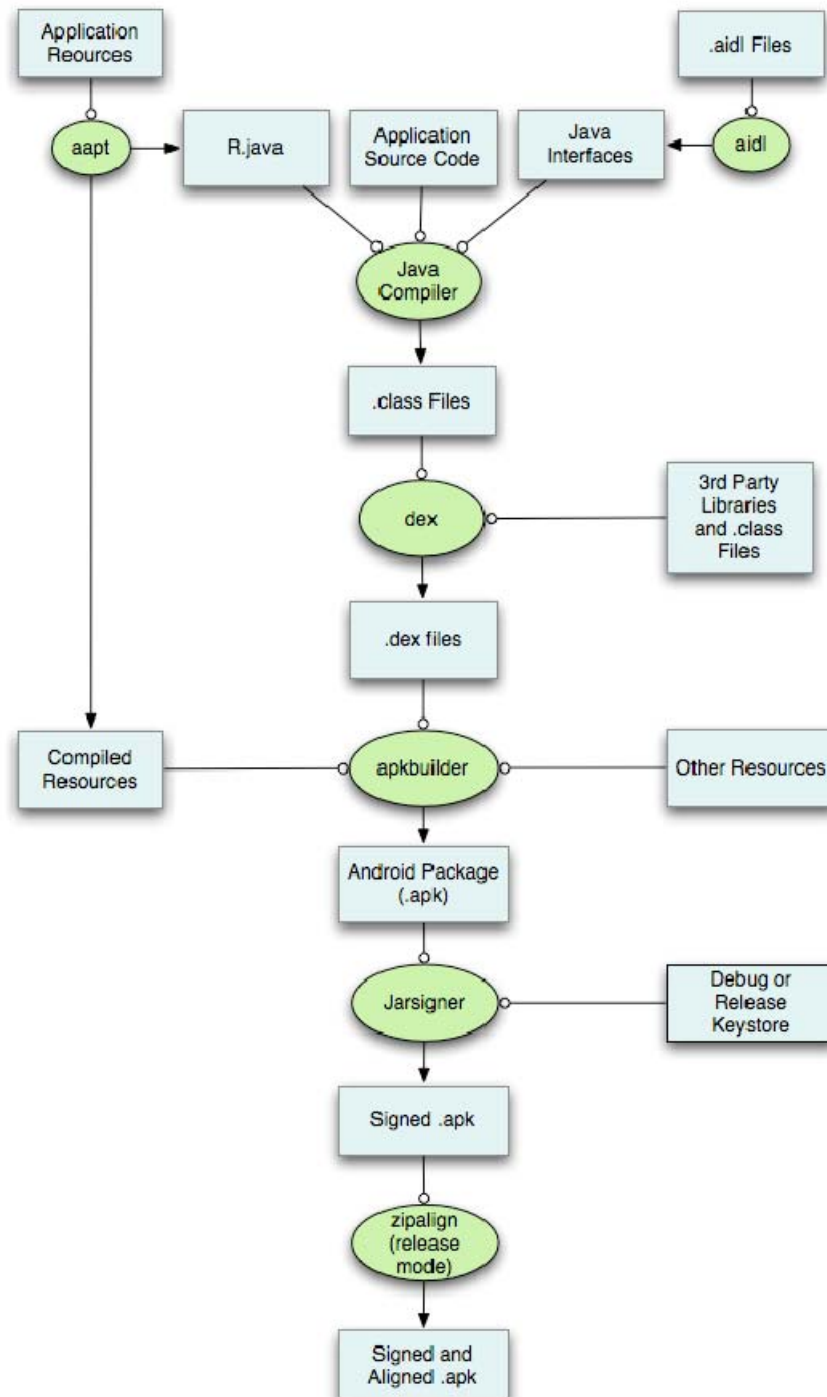 Application
Reources
.aidl Files
aapt
R.java
Application
Source Code
Java
Interfaces
aidl
Java
Compiler
.class Files
dex
3rd Party
Libraries
and .class
Files
.dex files
Compiled
Resources
apkbuilder
Other Resources
Android Package
(.apk)
Jarsigner
Debug or
Release
Keystore
Signed .apk
zipalign
(release
mode)
Signed and
Aligned .apk